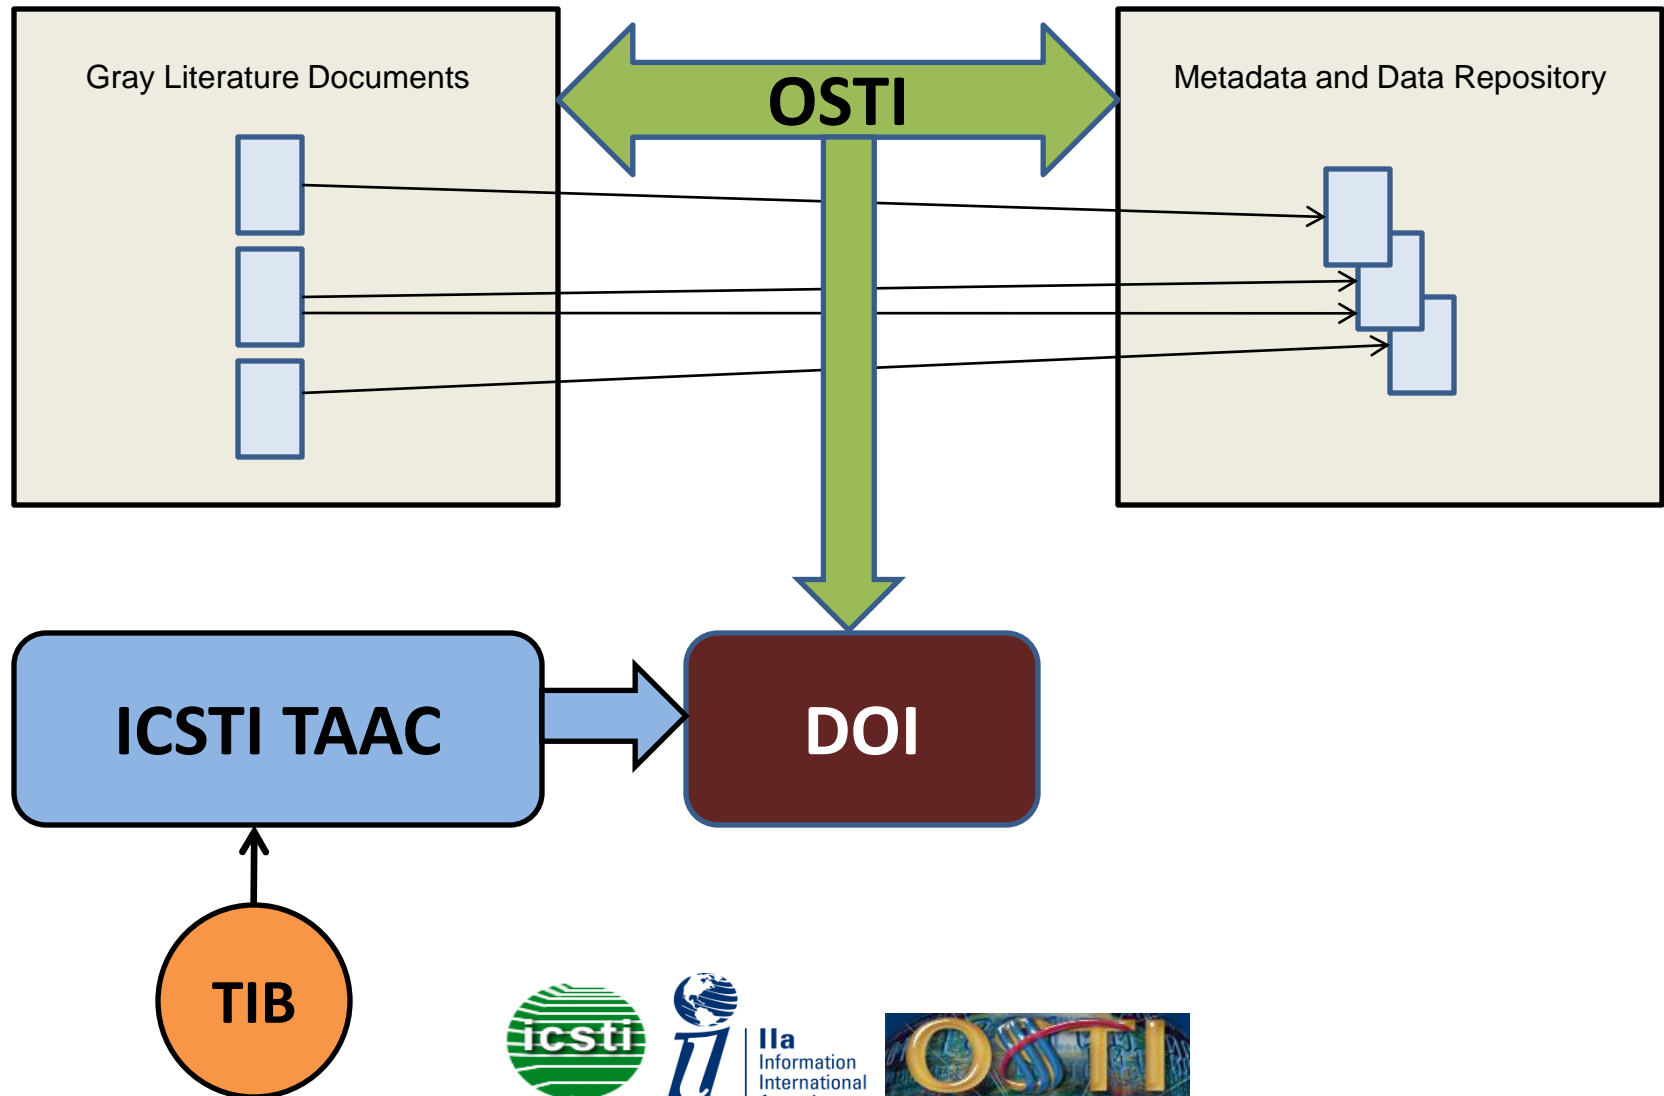 Gray Literature Documents
OSTI
Metadata and Data Repository
ICSTI TAAC
DOI
TIB
icsti
IIa
Information
International
OSTI